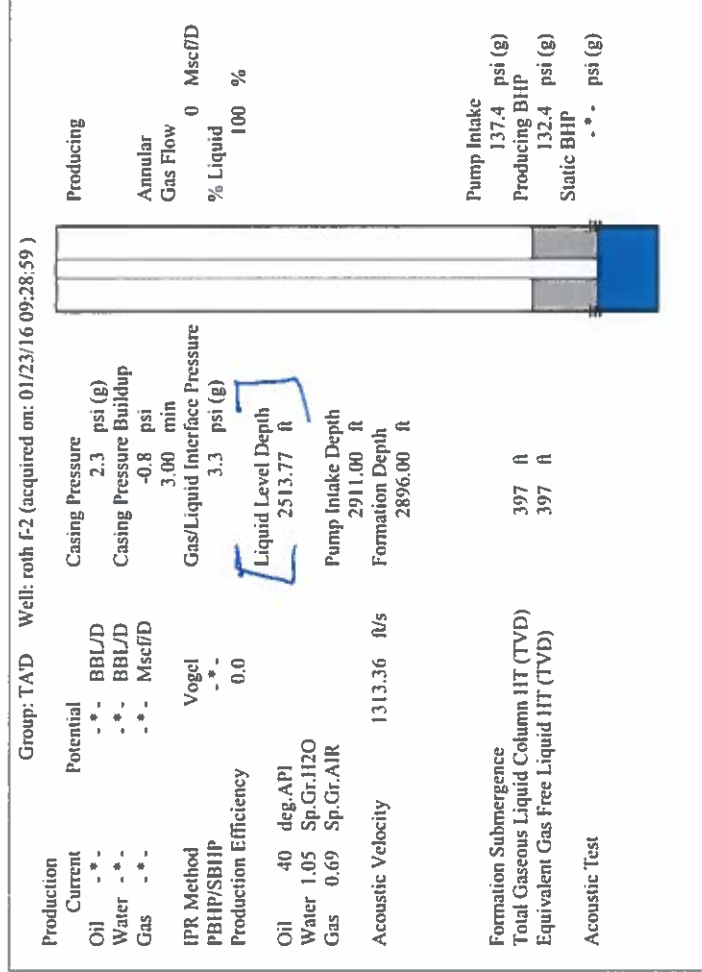 Group: TA'D Well: roth f-2 (acquired on: 01/23/16 09:28:59 )
Production
Current Potential
Oil - * - - * - BBL/D
Water - * - - * - BBL/D
Gas - * - - * - Mscf/D
IPR Method Vogel
PBHP/SBHP - * -
Production Efficiency 0.0
Oil 40 deg.API
Water 1.05 Sp.Gr.H2O
Gas 0.69 Sp.Gr.AIR
Acoustic Velocity 1313.36 ft/s
Formation Submergence
Total Gaseous Liquid Column HT (TVD) 397 ft
Equivalent Gas Free Liquid HT (TVD) 397 ft
Acoustic Test
Casing Pressure
2.3 psi (g)
Casing Pressure Buildup
-0.8 psi
3.00 min
Gas/Liquid Interface Pressure
3.3 psi (g)
Liquid Level Depth
2513.77 ft
Pump Intake Depth
2911.00 ft
Formation Depth
2896.00 ft
Producing
Annular
Gas Flow
0 Mscf/D
% Liquid
100 %
Pump Intake
137.4 psi (g)
Producing BHP
132.4 psi (g)
Static BHP
- * - psi (g)